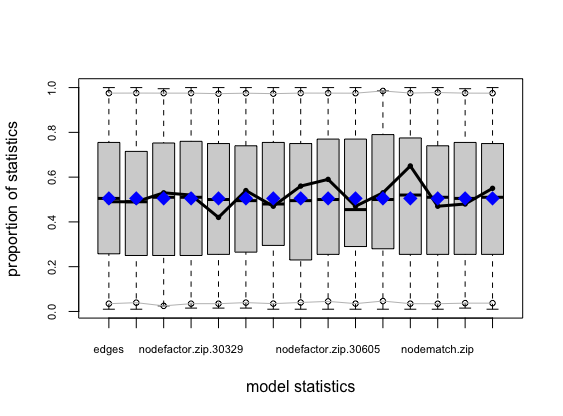 proportion of statistics
1.0
0.8
0.6
0.4
0.2
0.0
edges nodefactor.zip.30329 nodefactor.zip.30605 nodematch.zip
model statistics